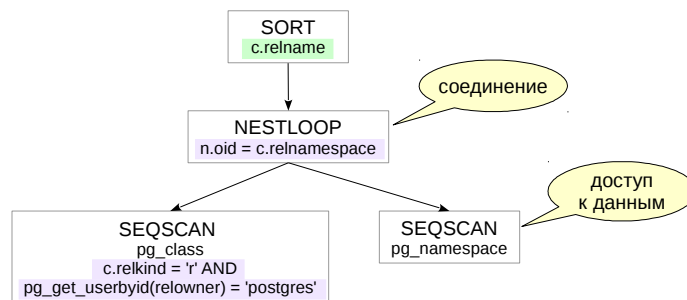 SORT
c.relname
соединение
NESTLOOP
n.oid = c.relnamespace
доступ
к данным
SEQSCAN
pg_class
c.relkind = 'r' AND
pg_get_userbyid(relowner) = 'postgres'
SEQSCAN
pg_namespace